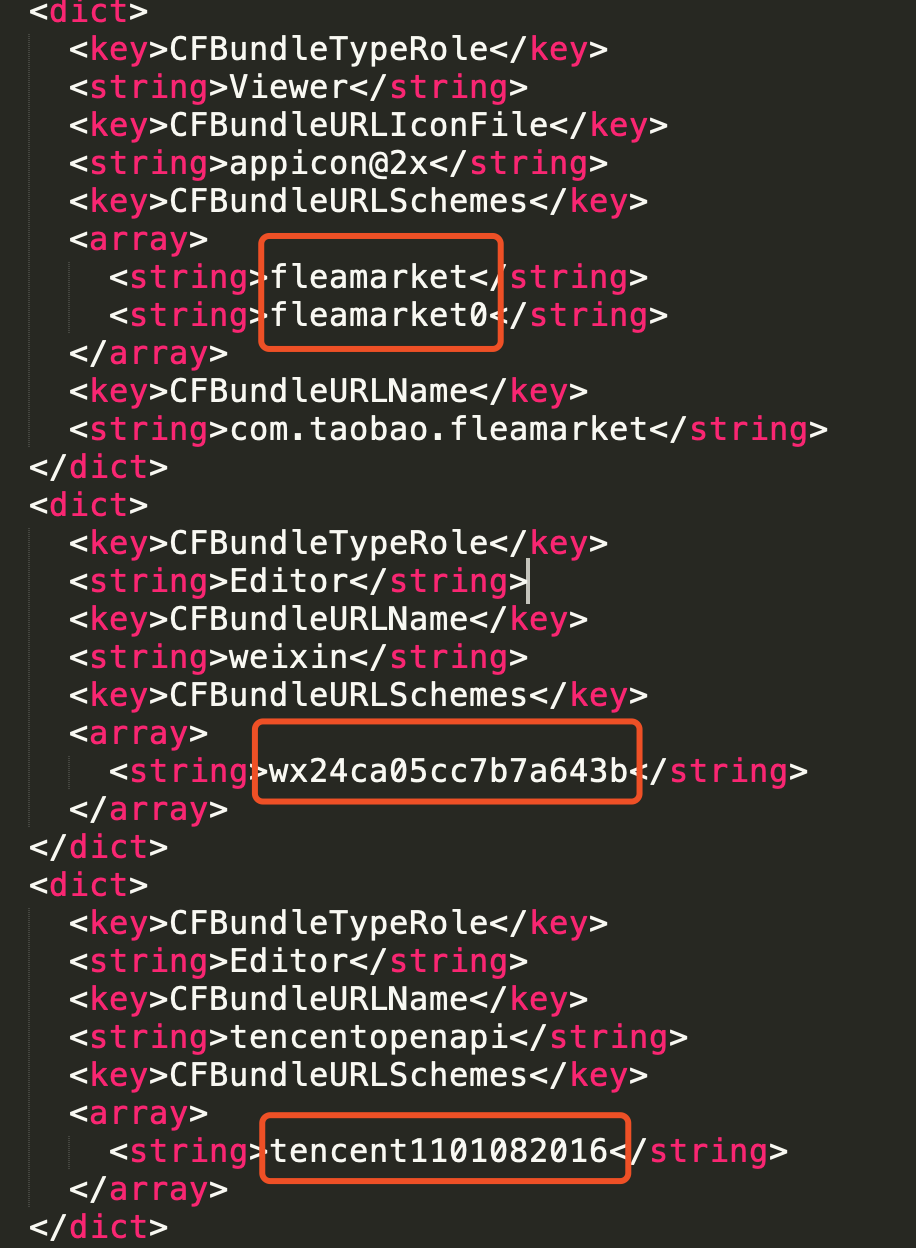 <dict>
<key>CFBundleTypeRole</key>
<string>Viewer</string>
<key>CFBundleURLIconFile</key>
<string>appicon@2x</string>
<key>CFBundleURLSchemes</key>
<array>
<string>fleamarket</string>
<string>fleamarket0</string>
</array>
<key>CFBundleURLName</key>
<string>com.taobao.fleamarket</string>
</dict>
<dict>
<key>CFBundleTypeRole</key>
<string>Editor</string>
<key>CFBundleURLName</key>
<string>weixin</string>
<key>CFBundleURLSchemes</key>
<array>
<string>wx24ca05cc7b7a643b</string>
</array>
</dict>
<dict>
<key>CFBundleTypeRole</key>
<string>Editor</string>
<key>CFBundleURLName</key>
<string>tencentopenapi</string>
<key>CFBundleURLSchemes</key>
<array>
<string>tencent1101082016</string>
</array>
</dict>